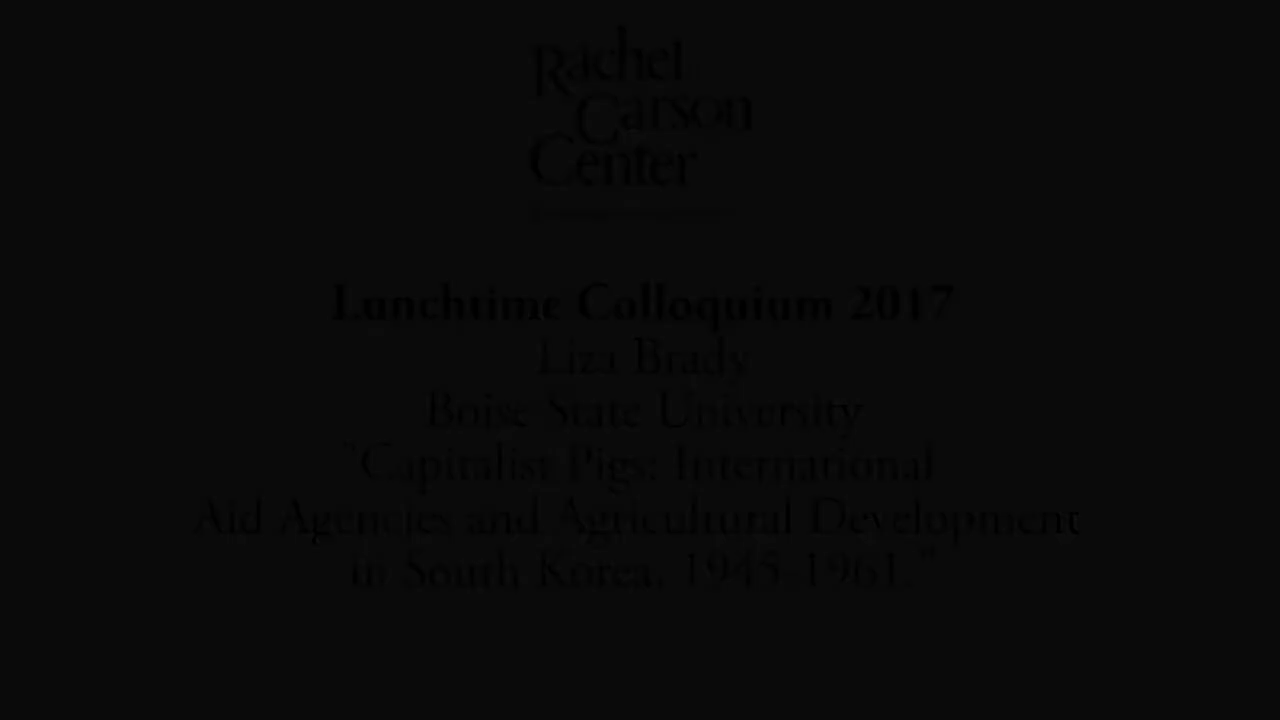 Rachel
Carson
Center
Lunchtime Colloquium 2017
Liza Brady
Boise State University
"Capitalist Pigs: International
Aid Agencies and Agricultural Development
in South Korea, 1945-1961."